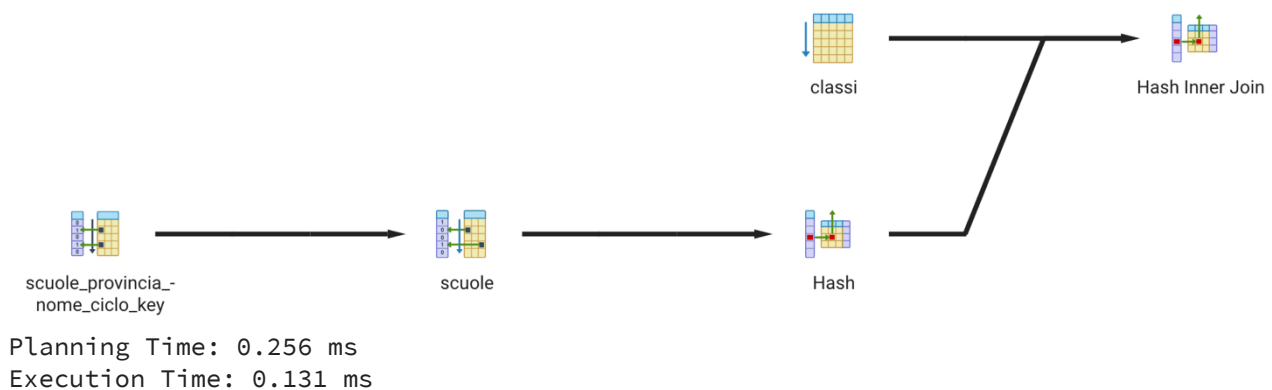 classi
Hash Inner Join
scuole_provincia_-
nome_ciclo_key
scuole
Hash
Planning Time: 0.256 ms
Execution Time: 0.131 ms